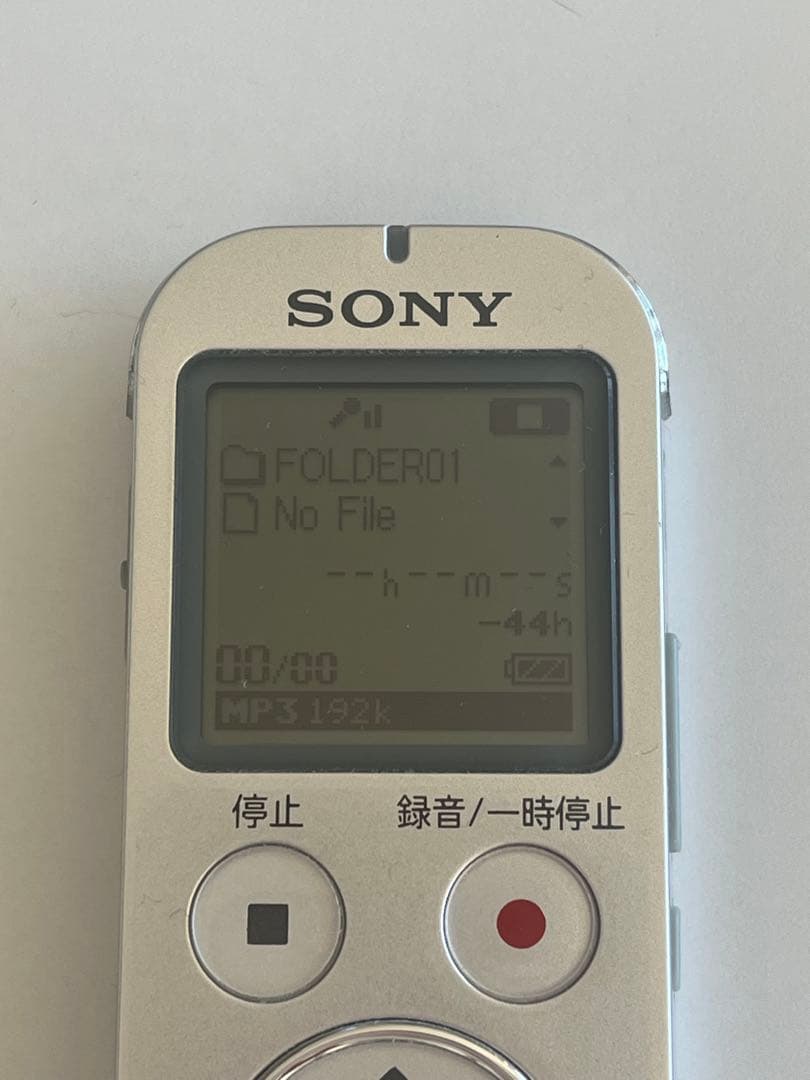 SONY
FOLDER01
No File
--h--m--s
-44h
00/00
MP3 192k
停止 録音/一時停止